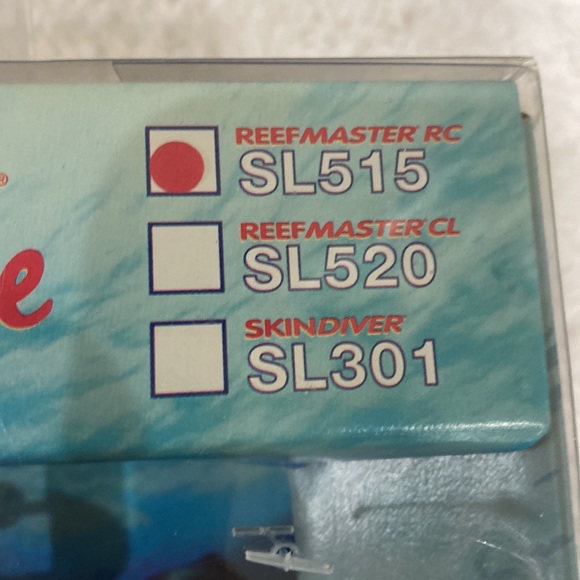 REEFMASTER RC
SL515
REEFMASTER CL
SL520
SKINDIVER
SL301
®
e